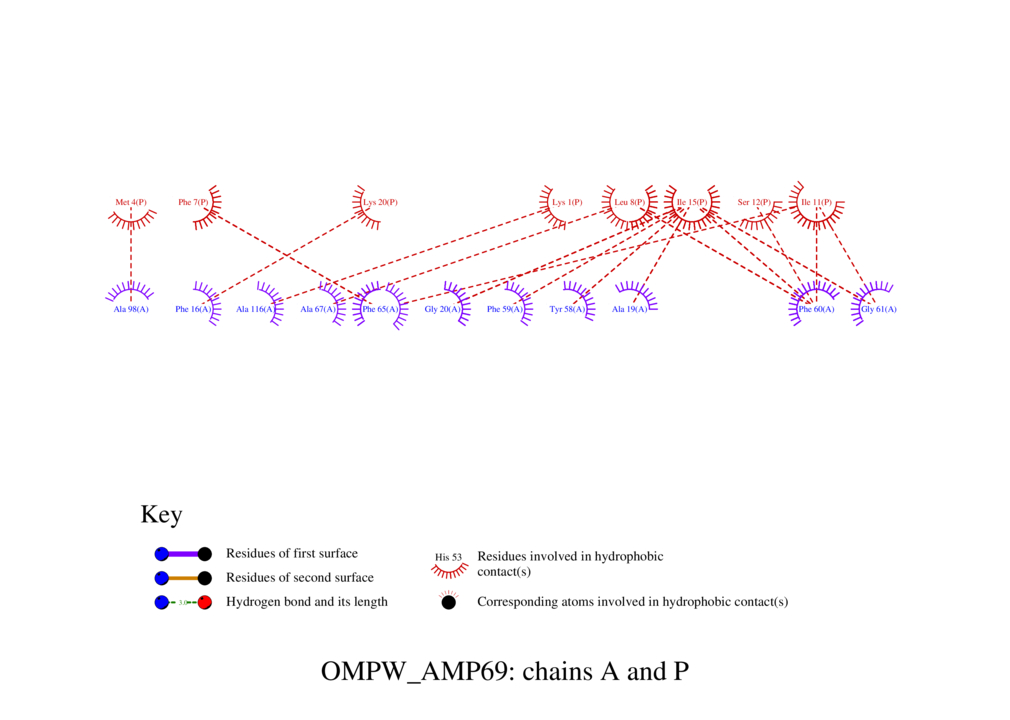 Met 4(P) Phe 7(P) Lys 20(P) Lys 1(P) Leu 8(P) Ile 15(P) Ser 12(P) Ile 11(P)
Ala 98(A) Phe 16(A) Ala 116(A) Ala 67(A) Phe 65(A) Gly 20(A) Phe 59(A) Tyr 58(A) Ala 19(A) Phe 60(A) Gly 61(A)
Key
Residues of first surface
Residues of second surface
3.0 Hydrogen bond and its length
His 53 Residues involved in hydrophobic
contact(s)
Corresponding atoms involved in hydrophobic contact(s)
OMPW_AMP69: chains A and P